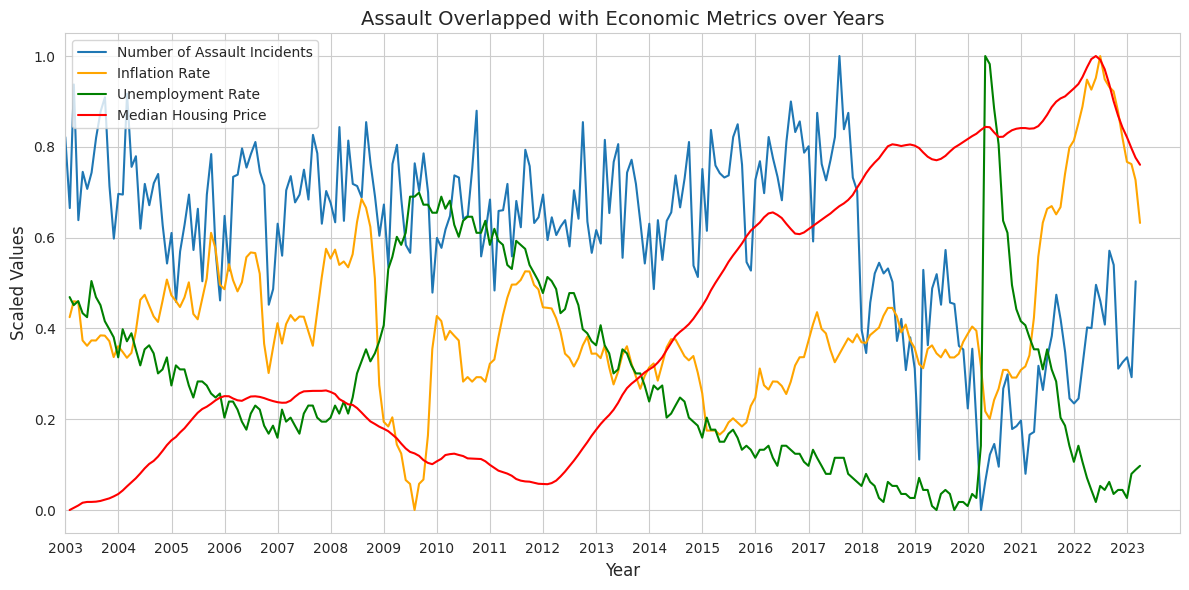 Assault Overlapped with Economic Metrics over Years
Number of Assault Incidents
Inflation Rate
Unemployment Rate
Median Housing Price
Scaled Values
1.0
0.8
0.6
0.4
0.2
0.0
2003 2004 2005 2006 2007 2008 2009 2010 2011 2012 2013 2014 2015 2016 2017 2018 2019 2020 2021 2022 2023
Year